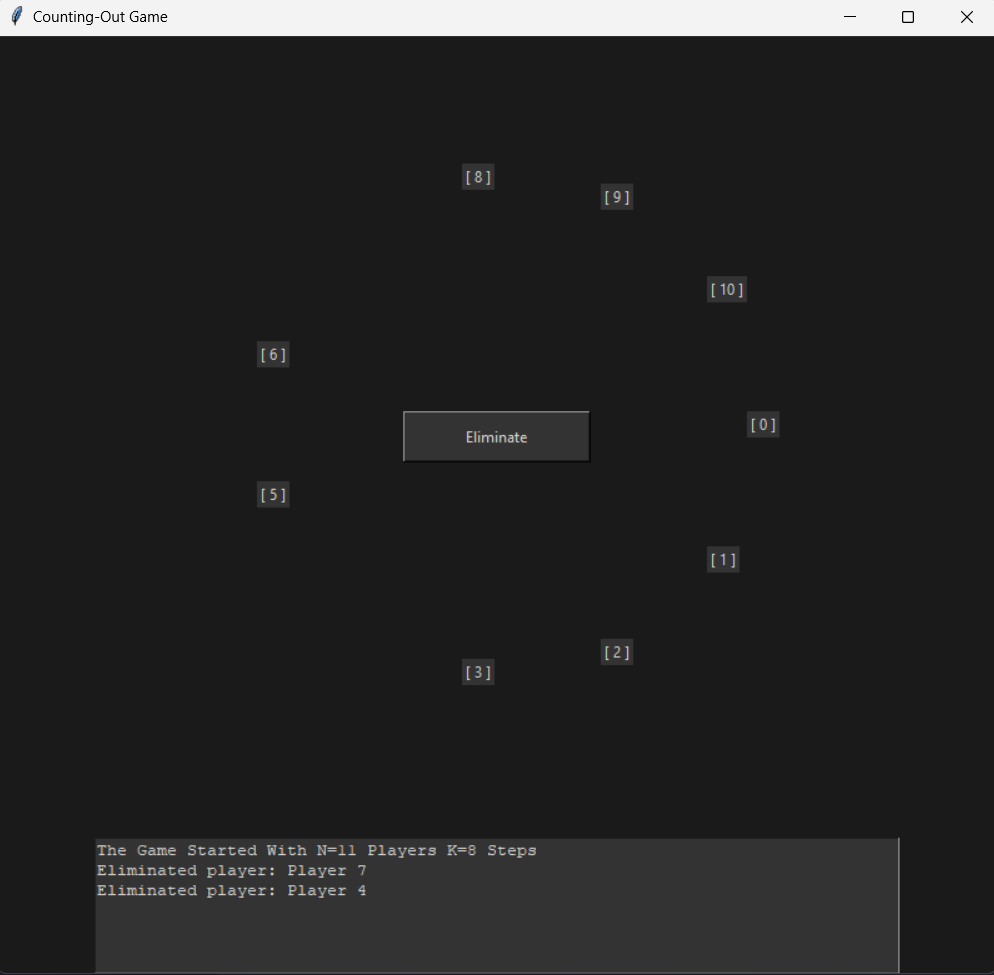 Counting-Out Game
[ 8 ]
[ 9 ]
[ 10 ]
[ 6 ]
[ 0 ]
Eliminate
[ 5 ]
[ 1 ]
[ 2 ]
[ 3 ]
The Game Started With N=11 Players K=8 Steps
Eliminated player: Player 7
Eliminated player: Player 4